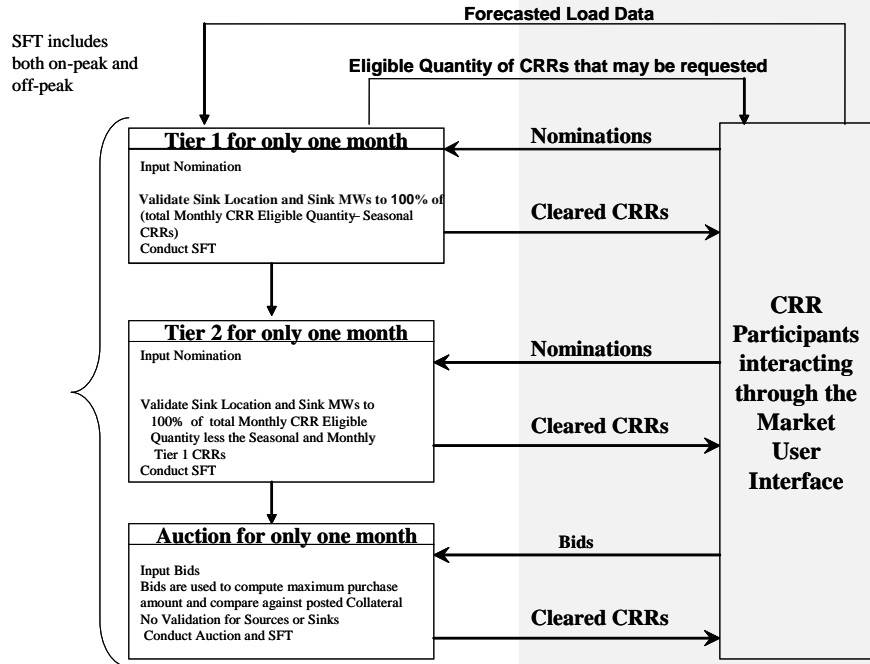 Forecasted Load Data
SFT includes
both on-peak and
off-peak
Eligible Quantity of CRRs that may be requested
Tier 1 for only one month
Input Nomination
Validate Sink Location and Sink MWs to 100% of
(total Monthly CRR Eligible Quantity– Seasonal
CRRs)
Conduct SFT
Nominations
Cleared CRRs
Tier 2 for only one month
Input Nomination
Validate Sink Location and Sink MWs to
100% of total Monthly CRR Eligible
Quantity less the Seasonal and Monthly
Tier 1 CRRs
Conduct SFT
Nominations
Cleared CRRs
Auction for only one month
Input Bids
Bids are used to compute maximum purchase
amount and compare against posted Collateral
No Validation for Sources or Sinks
Conduct Auction and SFT
Bids
Cleared CRRs
CRR
Participants
interacting
through the
Market
User
Interface